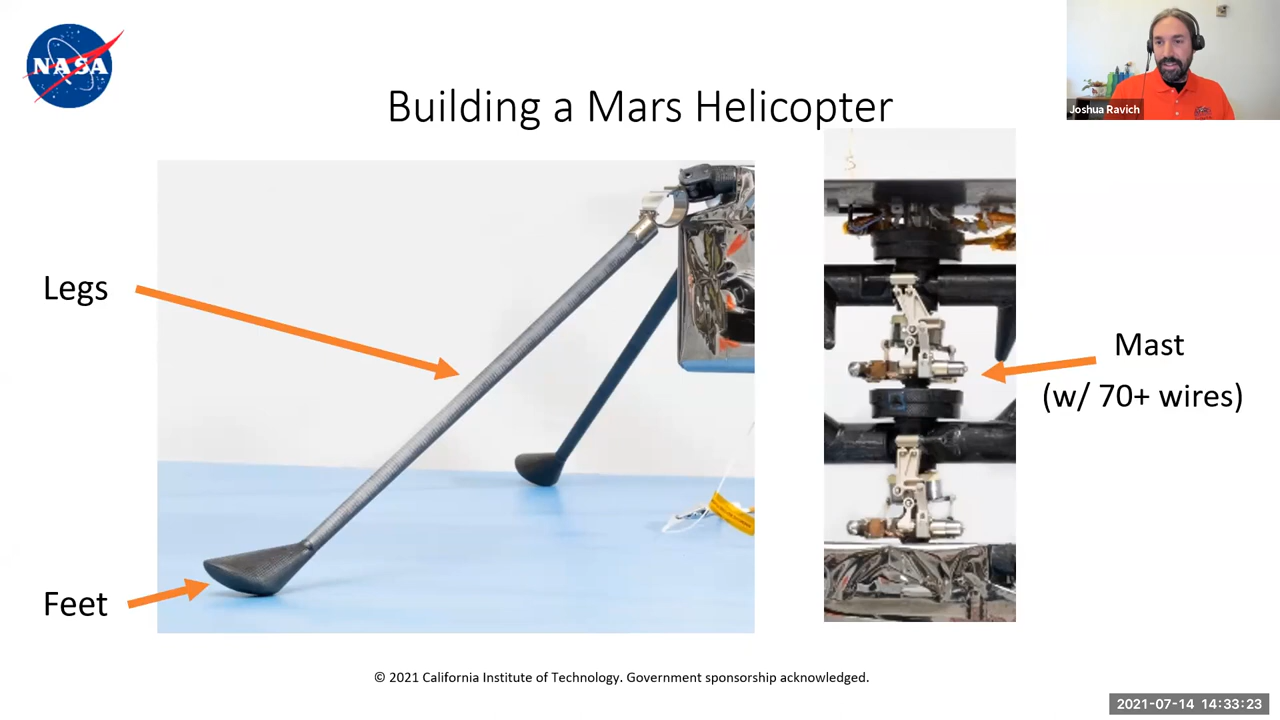 NASA
Building a Mars Helicopter
Joshua Ravich
Legs
Feet
Mast
(w/ 70+ wires)
© 2021 California Institute of Technology. Government sponsorship acknowledged.
2021-07-14 14:33:23